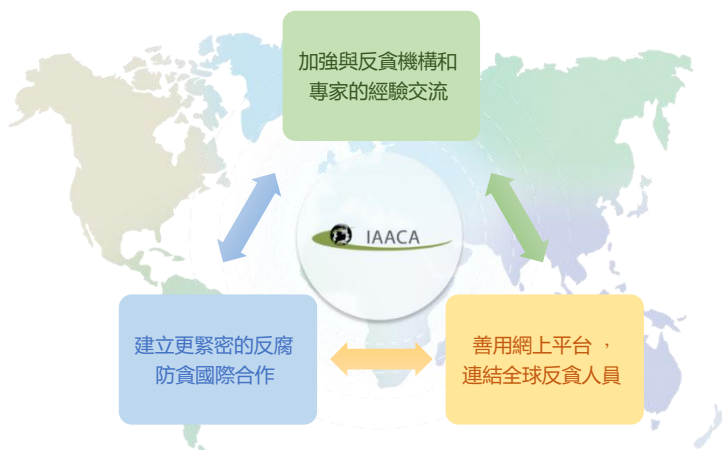 加強與反貪機構和
專家的經驗交流
IAACA
建立更緊密的反腐
防貪國際合作
善用網上平台，
連結全球反貪人員